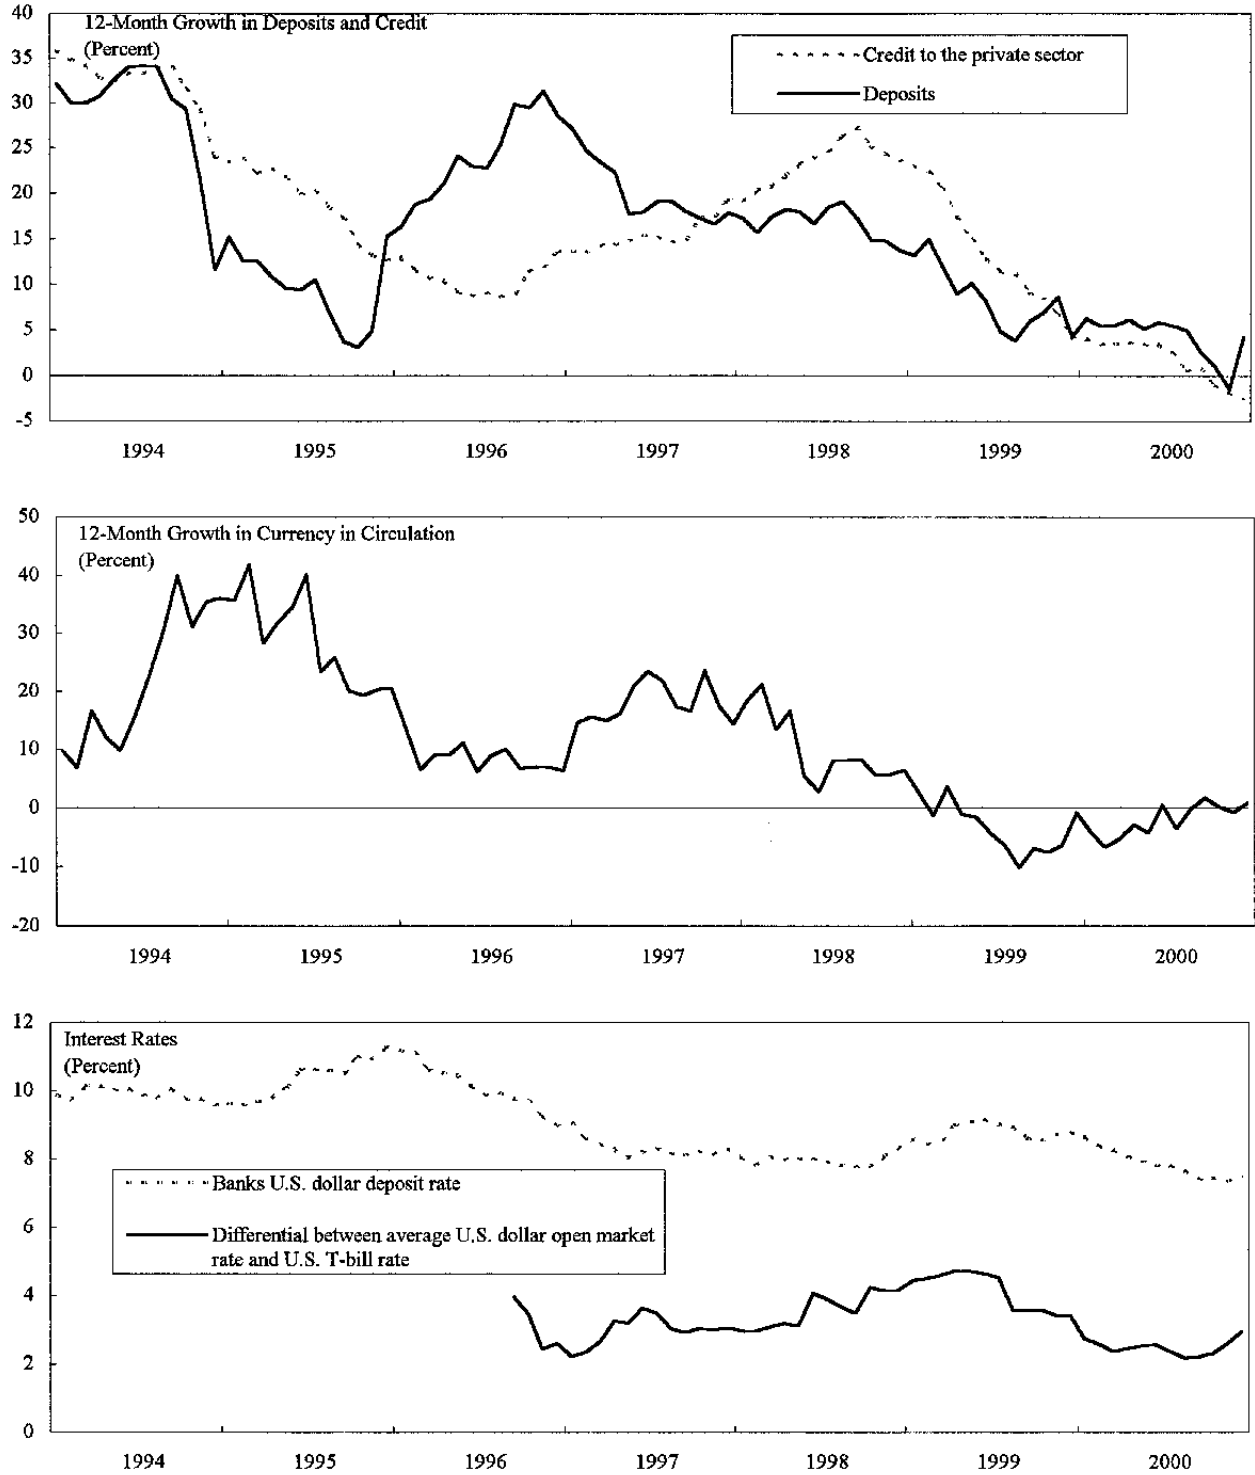 40
12-Month Growth in Deposits and Credit
(Percent)
35
Credit to the private sector
30
Deposits
25
20
15
10
5
0
-5
1994 1995 1996 1997 1998 1999 2000
50
12-Month Growth in Currency in Circulation
(Percent)
40
30
20
10
0
-10
-20
1994 1995 1996 1997 1998 1999 2000
12
Interest Rates
(Percent)
10
8
Banks U.S. dollar deposit rate
6
Differential between average U.S. dollar open market
rate and U.S. T-bill rate
4
2
0
1994 1995 1996 1997 1998 1999 2000